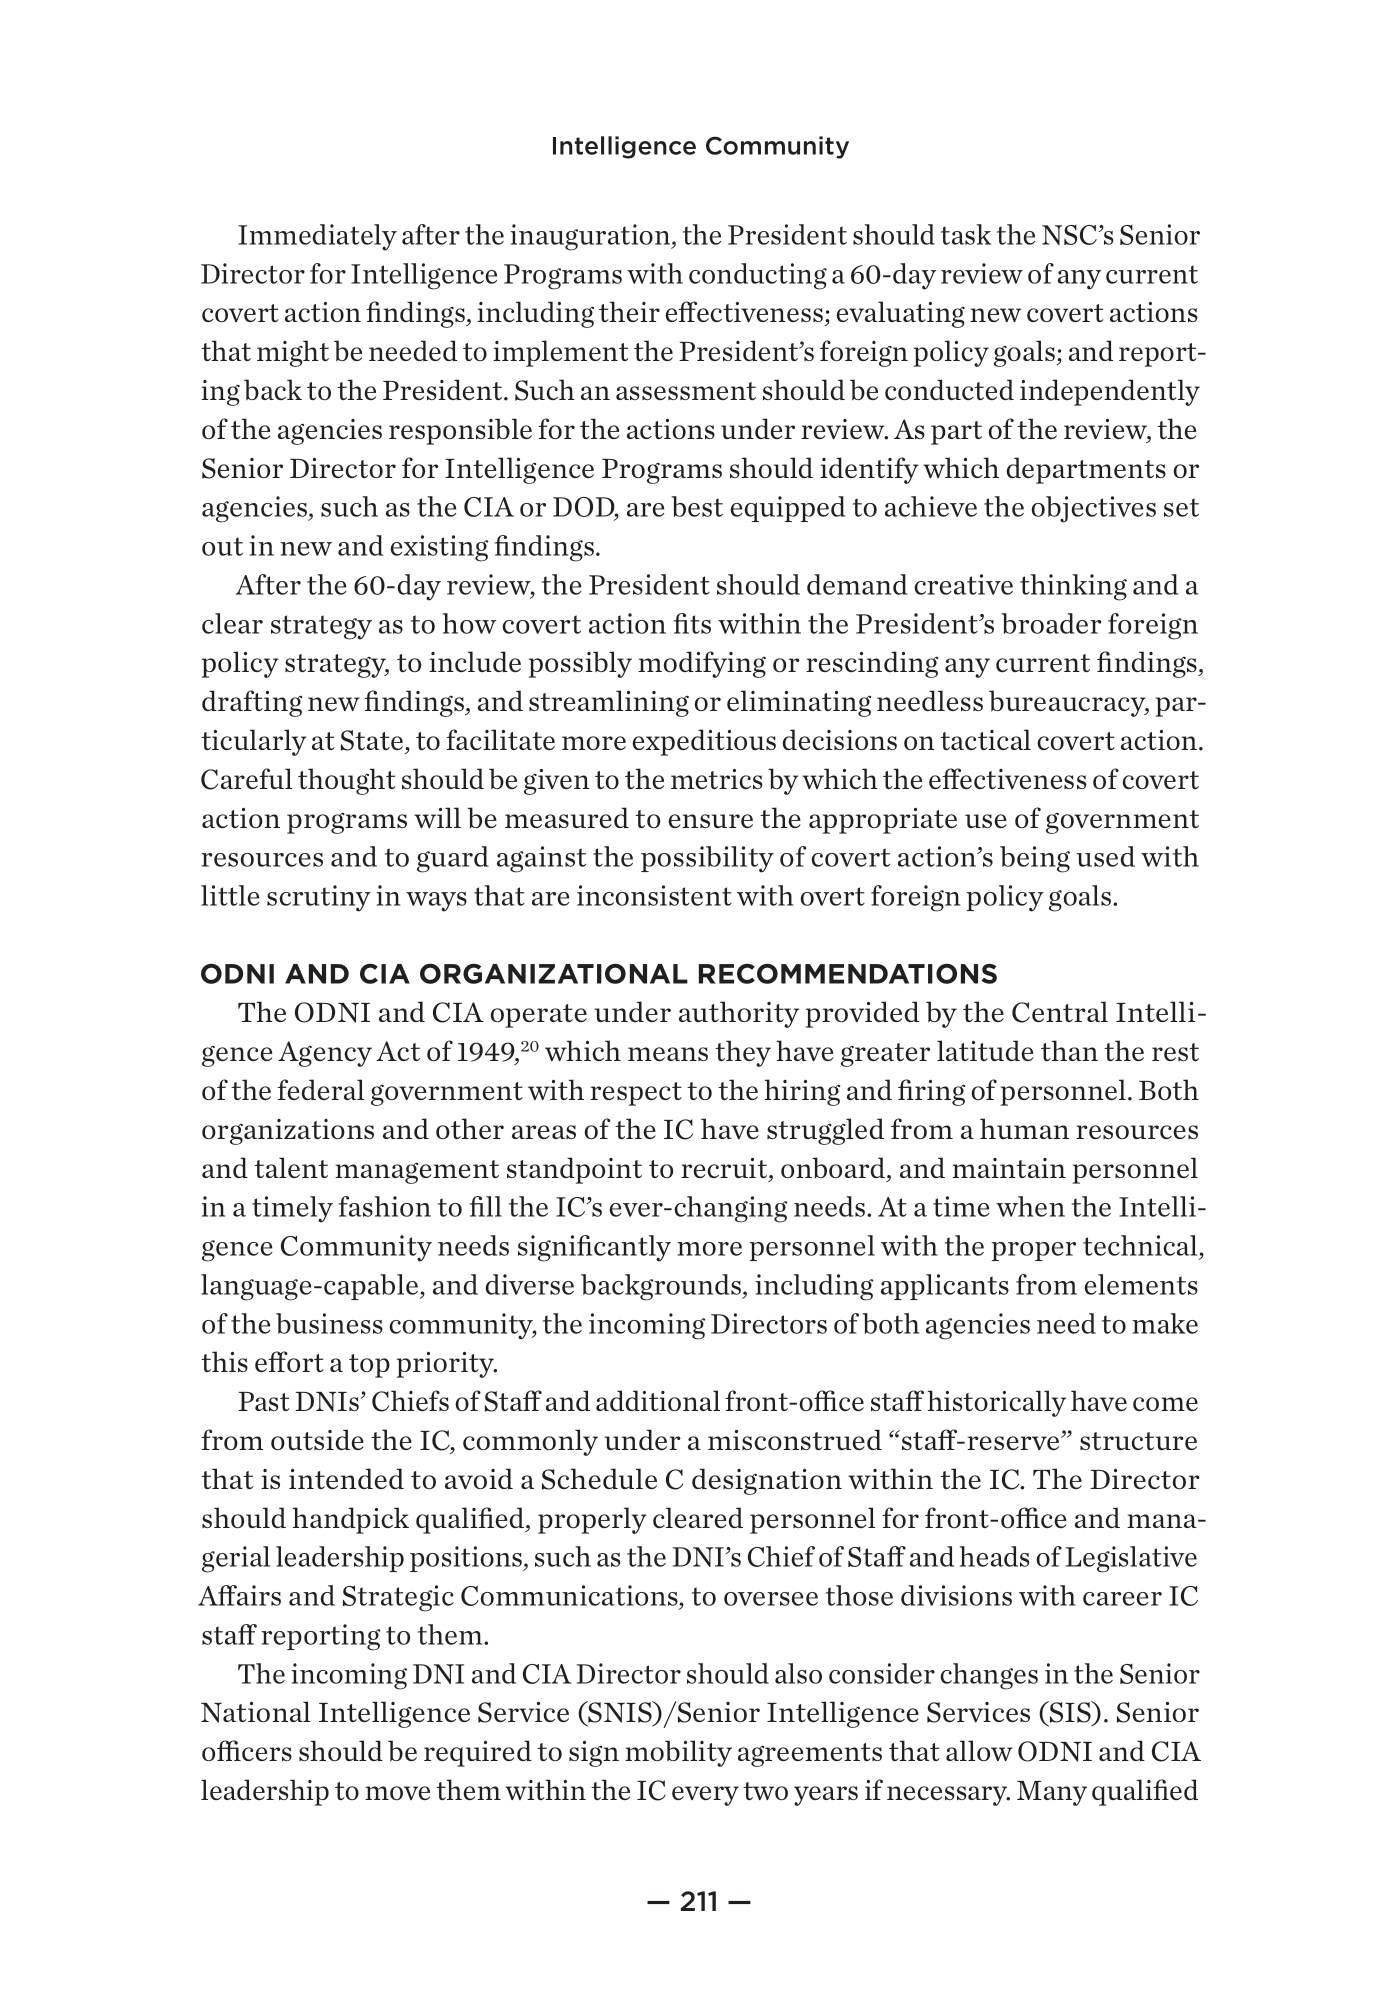 Intelligence Community
Immediately after the inauguration, the President should task the NSC’s Senior
Director for Intelligence Programs with conducting a 60-day review of any current
covert action findings, including their effectiveness; evaluating new covert actions
that might be needed to implement the President’s foreign policy goals; and report-
ing back to the President. Such an assessment should be conducted independently
of the agencies responsible for the actions under review. As part of the review, the
Senior Director for Intelligence Programs should identify which departments or
agencies, such as the CIA or DOD, are best equipped to achieve the objectives set
out in new and existing findings.
After the 60-day review, the President should demand creative thinking and a
clear strategy as to how covert action fits within the President’s broader foreign
policy strategy, to include possibly modifying or rescinding any current findings,
drafting new findings, and streamlining or eliminating needless bureaucracy, par-
ticularly at State, to facilitate more expeditious decisions on tactical covert action.
Careful thought should be given to the metrics by which the effectiveness of covert
action programs will be measured to ensure the appropriate use of government
resources and to guard against the possibility of covert action’s being used with
little scrutiny in ways that are inconsistent with overt foreign policy goals.
ODNI AND CIA ORGANIZATIONAL RECOMMENDATIONS
The ODNI and CIA operate under authority provided by the Central Intelli-
gence Agency Act of 1949,20 which means they have greater latitude than the rest
of the federal government with respect to the hiring and firing of personnel. Both
organizations and other areas of the IC have struggled from a human resources
and talent management standpoint to recruit, onboard, and maintain personnel
in a timely fashion to fill the IC’s ever-changing needs. At a time when the Intelli-
gence Community needs significantly more personnel with the proper technical,
language-capable, and diverse backgrounds, including applicants from elements
of the business community, the incoming Directors of both agencies need to make
this effort a top priority.
Past DNIs’ Chiefs of Staff and additional front-office staff historically have come
from outside the IC, commonly under a misconstrued “staff-reserve” structure
that is intended to avoid a Schedule C designation within the IC. The Director
should handpick qualified, properly cleared personnel for front-office and mana-
gerial leadership positions, such as the DNI’s Chief of Staff and heads of Legislative
Affairs and Strategic Communications, to oversee those divisions with career IC
staff reporting to them.
The incoming DNI and CIA Director should also consider changes in the Senior
National Intelligence Service (SNIS)/Senior Intelligence Services (SIS). Senior
officers should be required to sign mobility agreements that allow ODNI and CIA
leadership to move them within the IC every two years if necessary. Many qualified
— 211 —